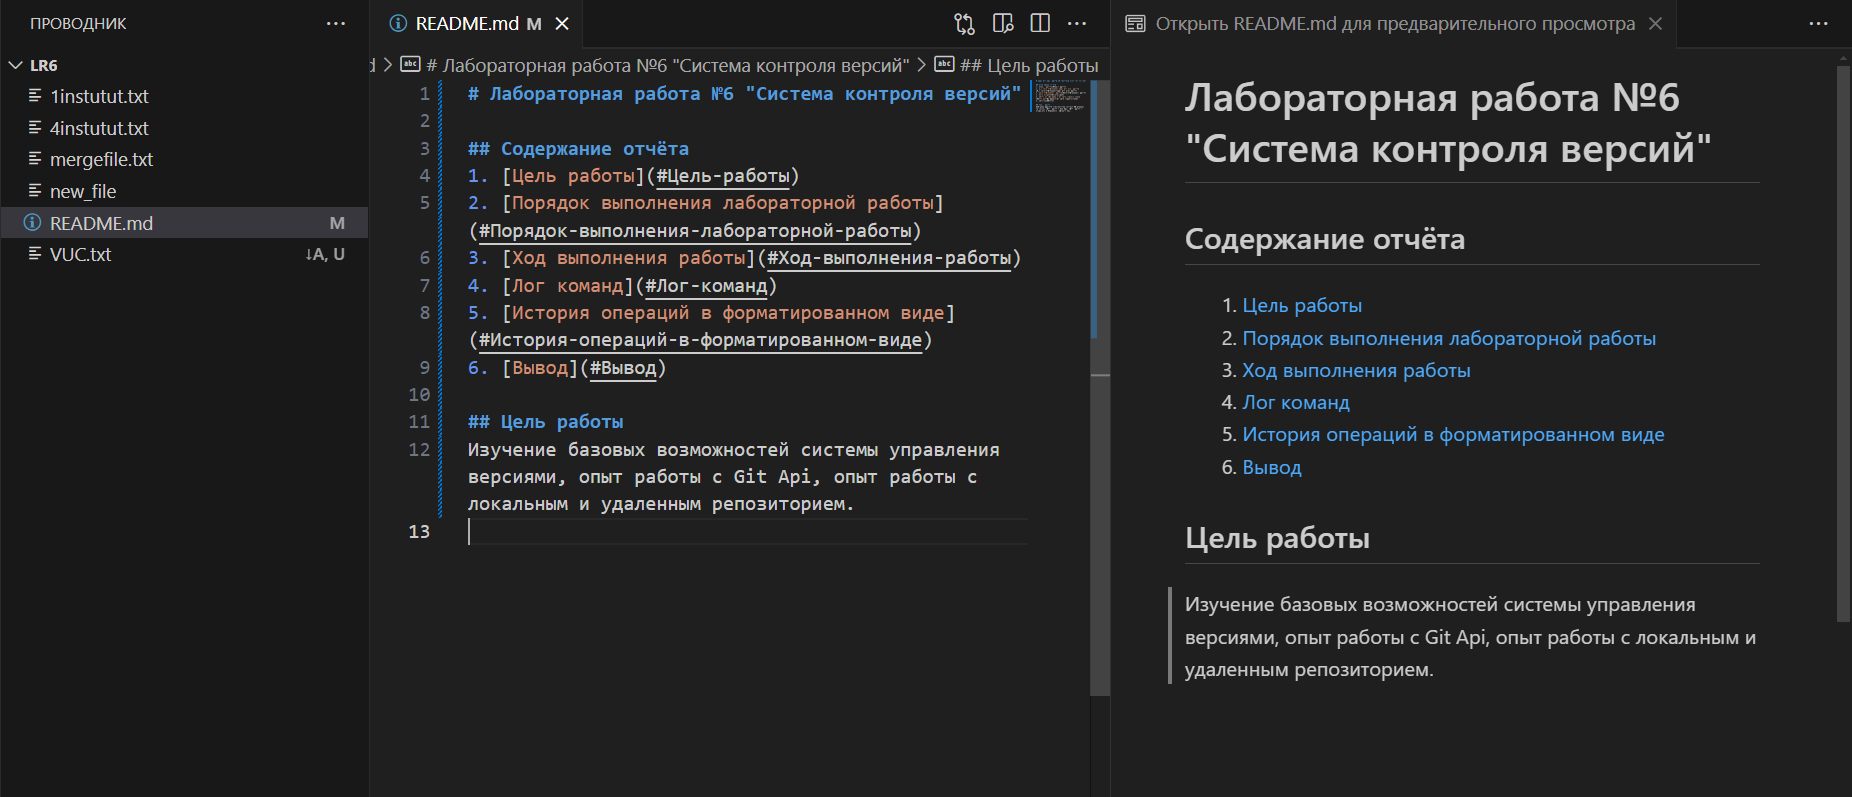 ПРОВОДНИК
LR6
1instutut.txt
4instutut.txt
mergefile.txt
new_file
README.md M
VUC.txt ↓A, U
README.md M
# Лабораторная работа №6 "Система контроля версий" > ## Цель работы
1 # Лабораторная работа №6 "Система контроля версий"
2
3 ## Содержание отчёта
4 1. [Цель работы](#Цель-работы)
5 2. [Порядок выполнения лабораторной работы]
(#Порядок-выполнения-лабораторной-работы)
6 3. [Ход выполнения работы](#Ход-выполнения-работы)
7 4. [Лог команд](#Лог-команд)
8 5. [История операций в форматированном виде]
(#История-операций-в-форматированном-виде)
9 6. [Вывод](#Вывод)
10
11 ## Цель работы
12 Изучение базовых возможностей системы управления
версиями, опыт работы с Git Api, опыт работы с
локальным и удаленным репозиторием.
13
Открыть README.md для предварительного просмотра
Лабораторная работа №6
"Система контроля версий"
Содержание отчёта
1. Цель работы
2. Порядок выполнения лабораторной работы
3. Ход выполнения работы
4. Лог команд
5. История операций в форматированном виде
6. Вывод
Цель работы
Изучение базовых возможностей системы управления
версиями, опыт работы с Git Api, опыт работы с локальным и
удаленным репозиторием.